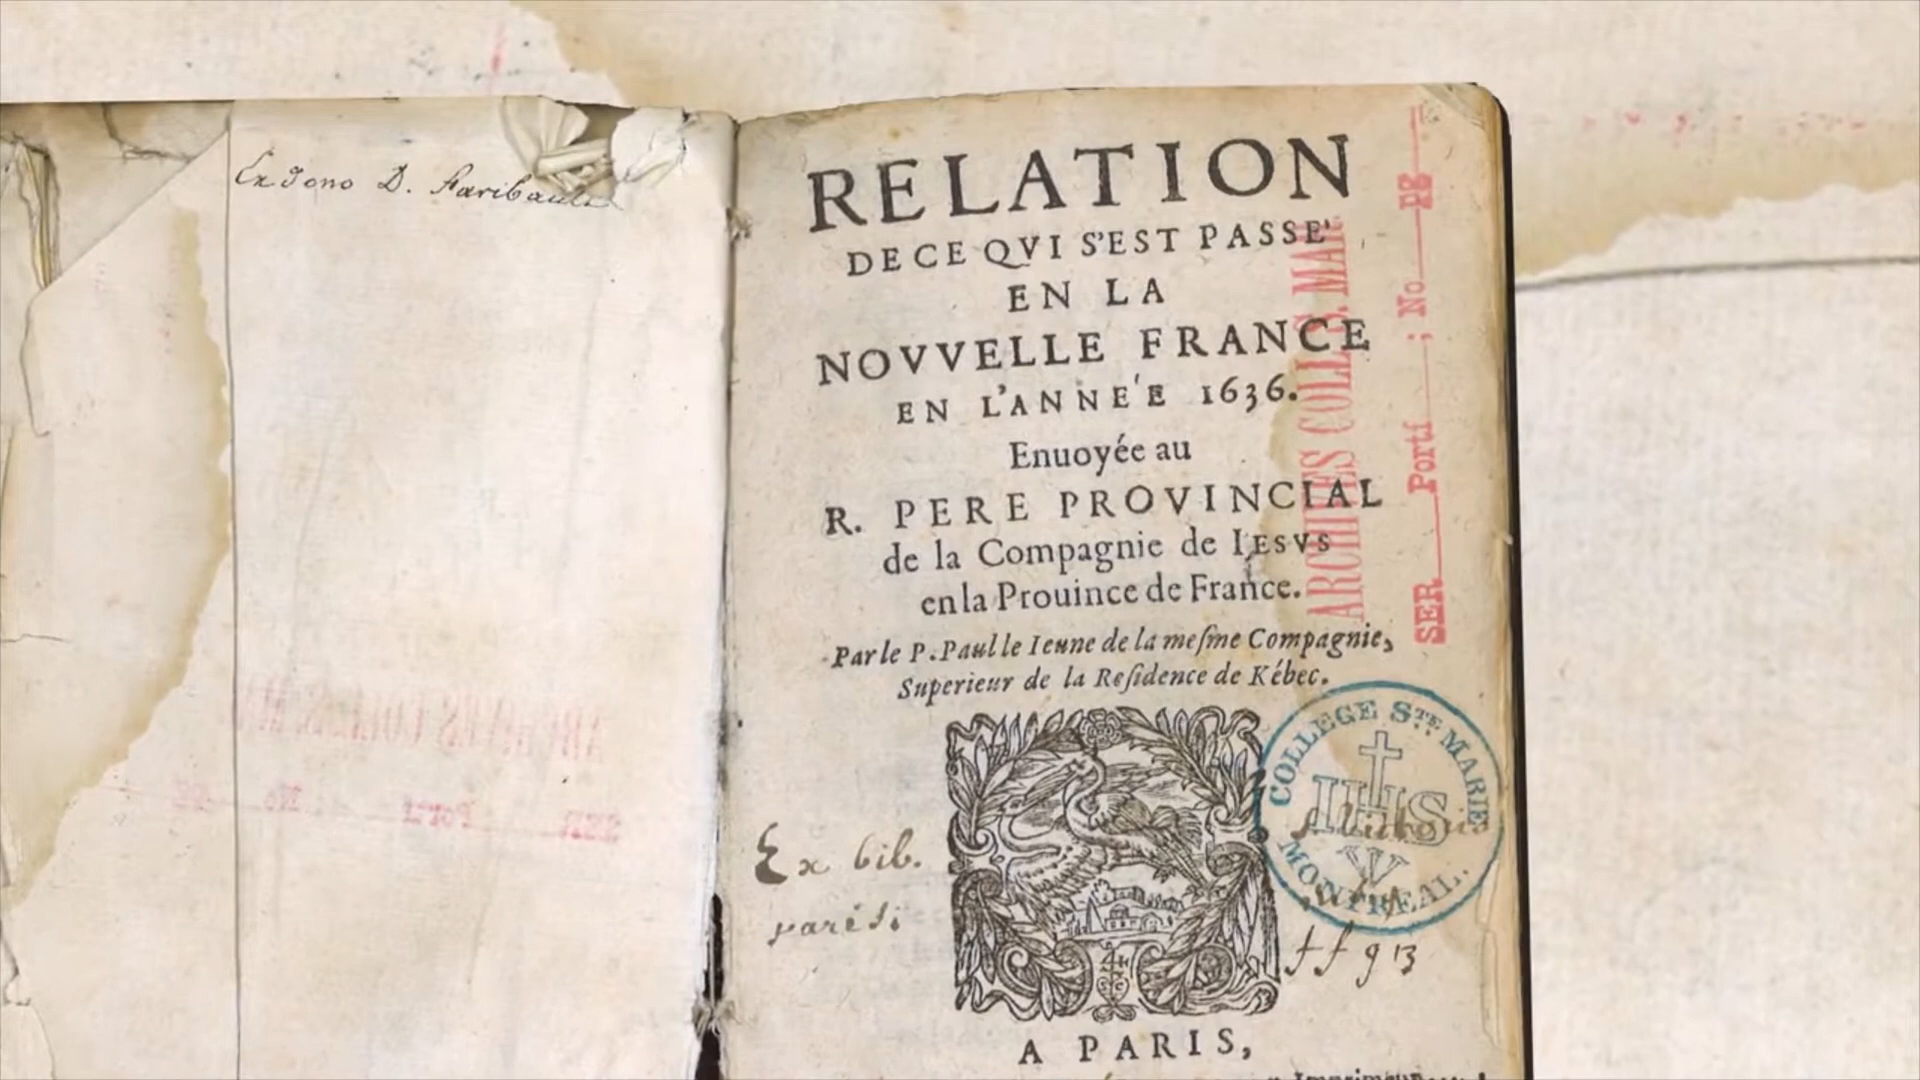 Ex dono D. Faribault
RELATION
DE CE QVI S'EST PASSE'
EN LA
NOVVELLE FRANCE
EN L'ANNE'E 1636.
Enuoyée au
R. PERE PROVINCIAL
de la Compagnie de IESVS
en la Prouince de France.
Par le P. Paul le Ieune de la meſme Compagnie,
Superieur de la Reſidence de Kébec.
ARCHIVES COLL. S. MAR
SER Porti ; No. pg
COLLEGE STE MARIE
IHS
MONTREAL.
Ex bib.
A PARIS,